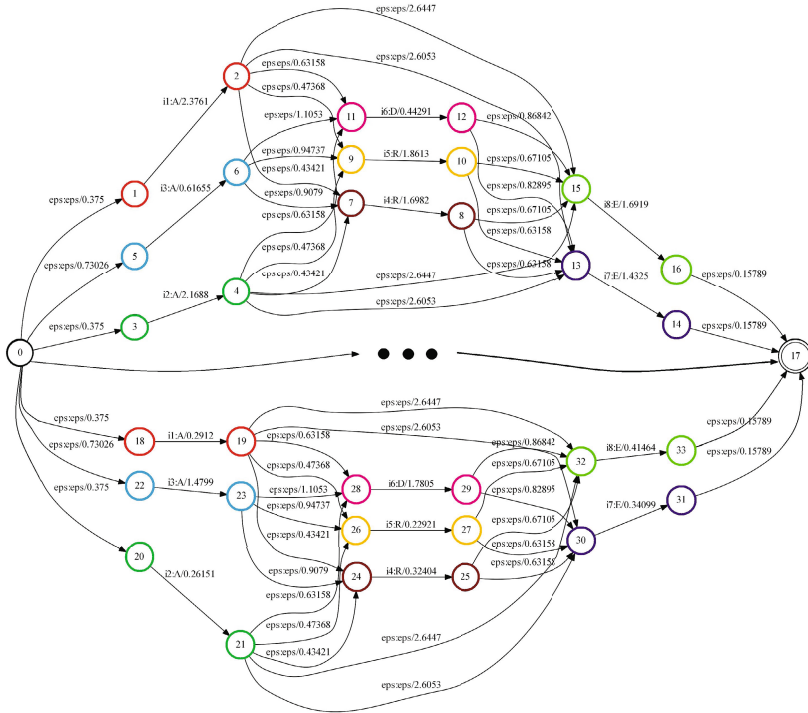 eps:eps/2.6447
eps:eps/2.6053
2
eps:eps/0.63158
i1:A/2.3761
eps:eps/0.47368
eps:eps/1.1053
11
i6:D/0.44291
12
eps:eps/0.86842
eps:eps/0.94737
9
i5:R/1.8613
10
eps:eps/0.67105
6
i3:A/0.61655
eps:eps/0.43421
eps:eps/0.82895
15
1
eps:eps/0.375
eps:eps/0.9079
7
i4:R/1.6982
8
eps:eps/0.67105
i8:E/1.6919
eps:eps/0.63158
eps:eps/0.63158
eps:eps/0.47368
5
eps:eps/0.73026
eps:eps/0.43421
eps:eps/2.6447
eps:eps/0.63158
13
16
eps:eps/0.15789
i7:E/1.4325
4
i2:A/2.1688
eps:eps/2.6053
3
eps:eps/0.375
14
eps:eps/0.15789
0
17
eps:eps/2.6447
eps:eps/0.375
18
i1:A/0.2912
19
eps:eps/2.6053
eps:eps/0.63158
eps:eps/0.86842
i8:E/0.41464
33
eps:eps/0.15789
eps:eps/0.73026
eps:eps/0.47368
eps:eps/0.67105
32
eps:eps/0.15789
22
i3:A/1.4799
23
eps:eps/1.1053
28
i6:D/1.7805
29
eps:eps/0.82895
eps:eps/0.375
eps:eps/0.94737
31
i7:E/0.34099
eps:eps/0.43421
26
i5:R/0.22921
27
eps:eps/0.67105
30
eps:eps/0.63158
20
eps:eps/0.9079
24
i4:R/0.32404
25
eps:eps/0.63158
i2:A/0.26151
eps:eps/0.63158
eps:eps/0.47368
21
eps:eps/0.43421
eps:eps/2.6447
eps:eps/2.6053